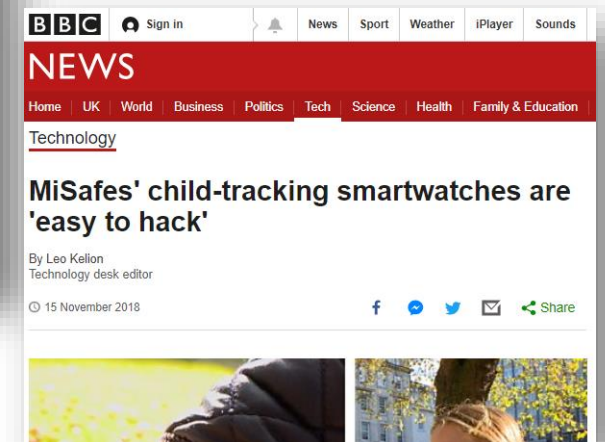 BBC Sign in News Sport Weather iPlayer Sounds
NEWS
Home UK World Business Politics Tech Science Health Family & Education
Technology
MiSafes' child-tracking smartwatches are
'easy to hack'
By Leo Kelion
Technology desk editor
15 November 2018 Share